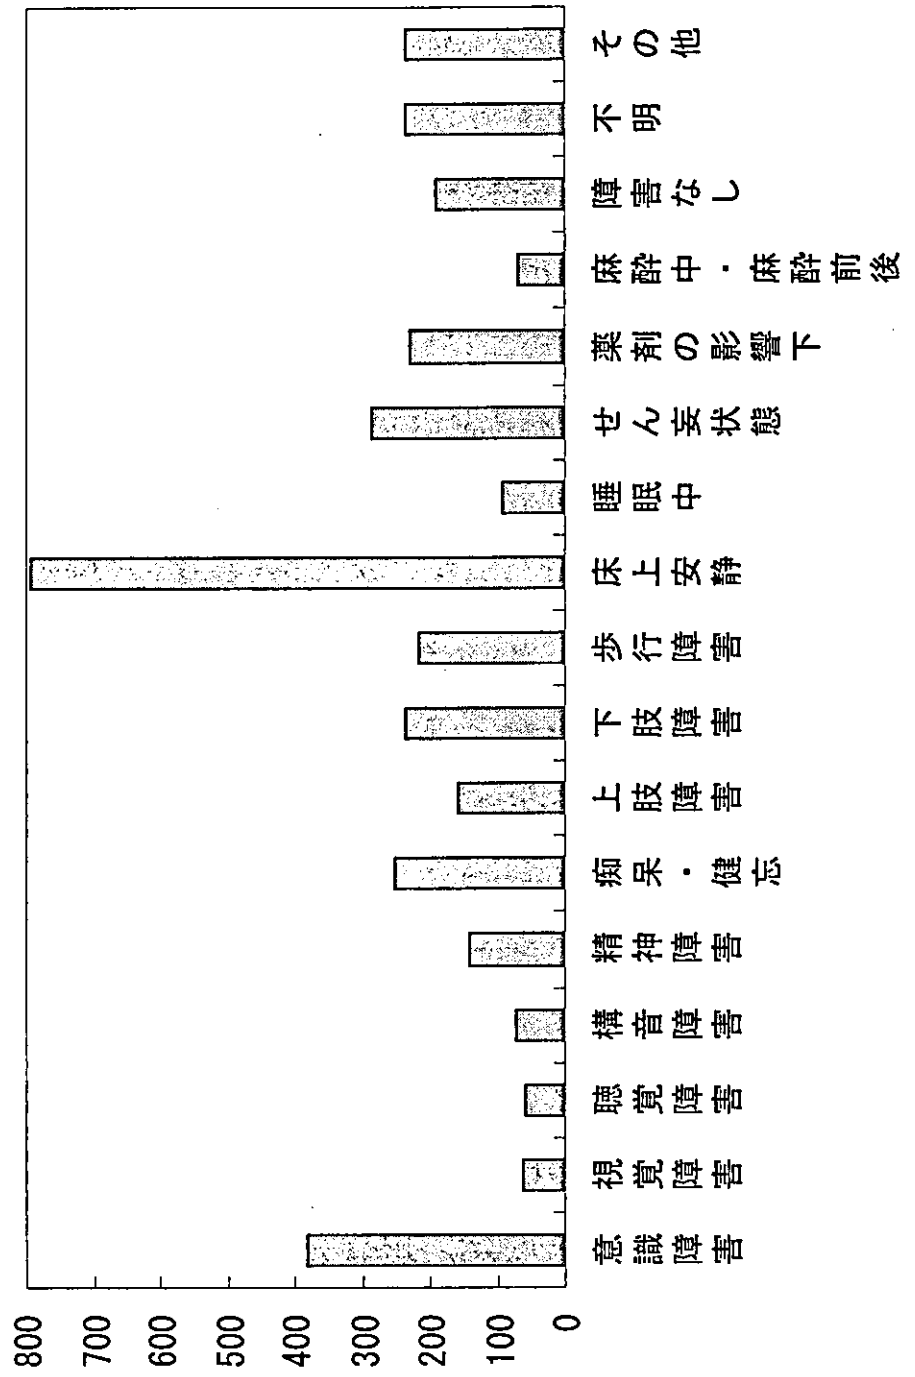 800
700
600
500
400
300
200
100
0
意識障害
視覚障害
聴覚障害
構音障害
精神障害
痴呆・健忘
上肢障害
下肢障害
歩行障害
床上安静
睡眠中
せん妄状態
薬剤の影響下
麻酔中・麻酔前後
障害なし
不明
その他